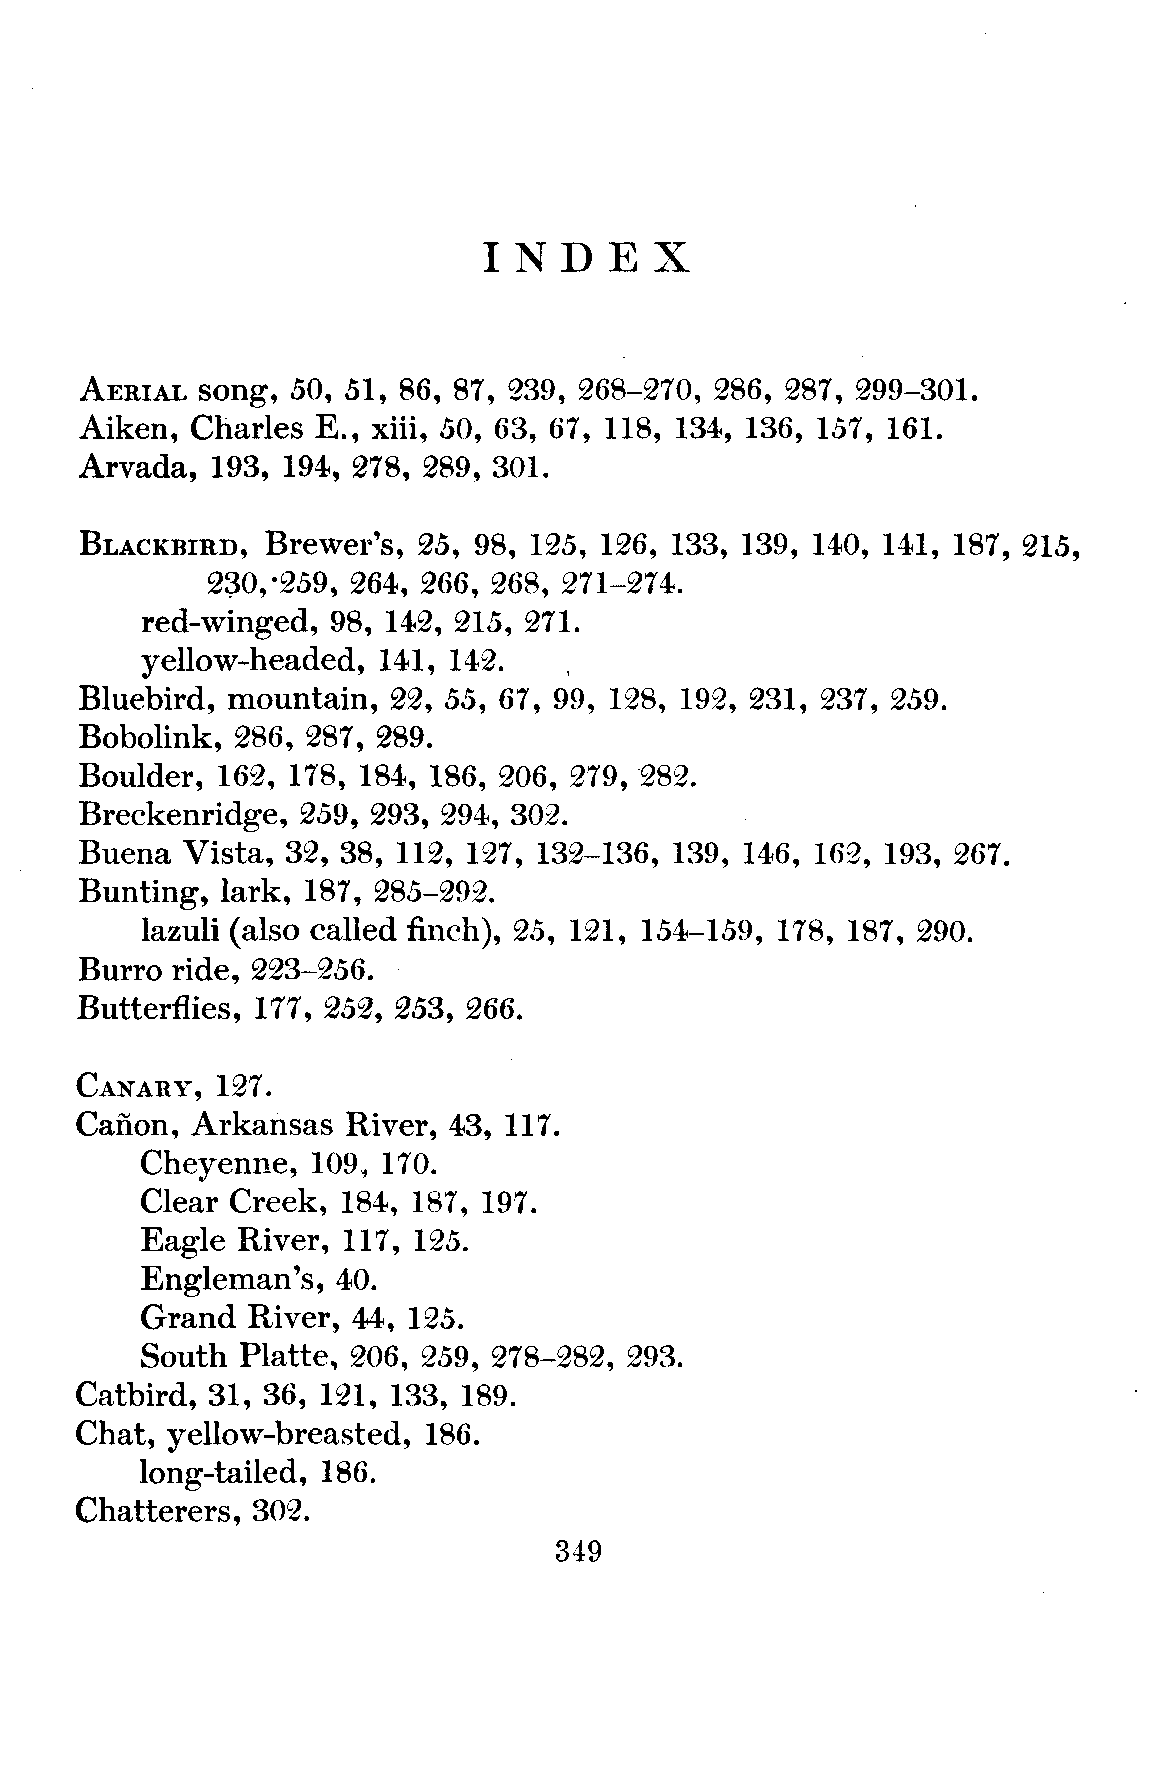 INDEX
AERIAL song, 50, 51, 86, 87, 239, 268–270, 286, 287, 299–301.
Aiken, Charles E., xiii, 50, 63, 67, 118, 134, 136, 157, 161.
Arvada, 193, 194, 278, 289, 301.
BLACKBIRD, Brewer's, 25, 98, 125, 126, 133, 139, 140, 141, 187, 215,
230, 259, 264, 266, 268, 271–274.
red-winged, 98, 142, 215, 271.
yellow-headed, 141, 142.
Bluebird, mountain, 22, 55, 67, 99, 128, 192, 231, 237, 259.
Bobolink, 286, 287, 289.
Boulder, 162, 178, 184, 186, 206, 279, 282.
Breckenridge, 259, 293, 294, 302.
Buena Vista, 32, 38, 112, 127, 132–136, 139, 146, 162, 193, 267.
Bunting, lark, 187, 285–292.
lazuli (also called finch), 25, 121, 154–159, 178, 187, 290.
Burro ride, 223–256.
Butterflies, 177, 252, 253, 266.
CANARY, 127.
Cañon, Arkansas River, 43, 117.
Cheyenne, 109, 170.
Clear Creek, 184, 187, 197.
Eagle River, 117, 125.
Engleman's, 40.
Grand River, 44, 125.
South Platte, 206, 259, 278–282, 293.
Catbird, 31, 36, 121, 133, 189.
Chat, yellow-breasted, 186.
long-tailed, 186.
Chatterers, 302.
349